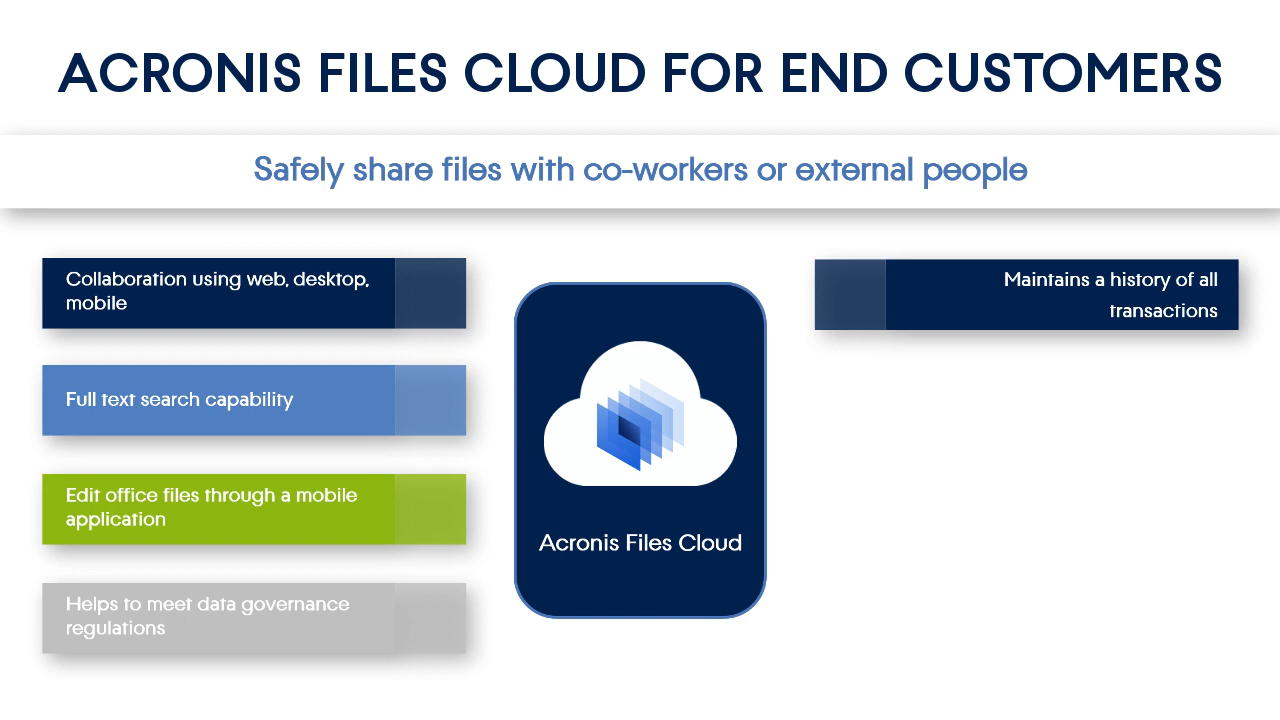 ACRONIS FILES CLOUD FOR END CUSTOMERS
Safely share files with co-workers or external people
Collaboration using web, desktop,
mobile
Full text search capability
Edit office files through a mobile
application
Helps to meet data governance
regulations
Acronis Files Cloud
Maintains a history of all
transactions